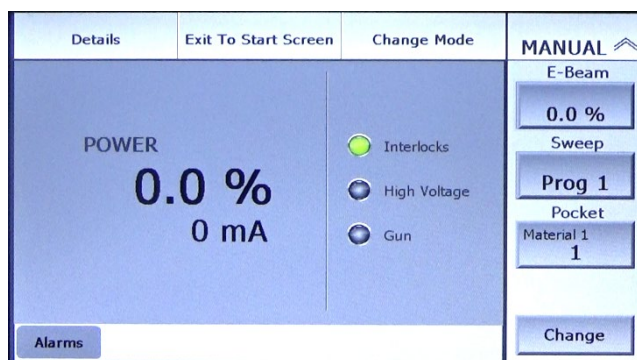 Details
Exit To Start Screen
Change Mode
MANUAL
E-Beam
0.0 %
Sweep
Prog 1
Pocket
Material 1
1
Change
POWER
0.0 %
0 mA
Interlocks
High Voltage
Gun
Alarms